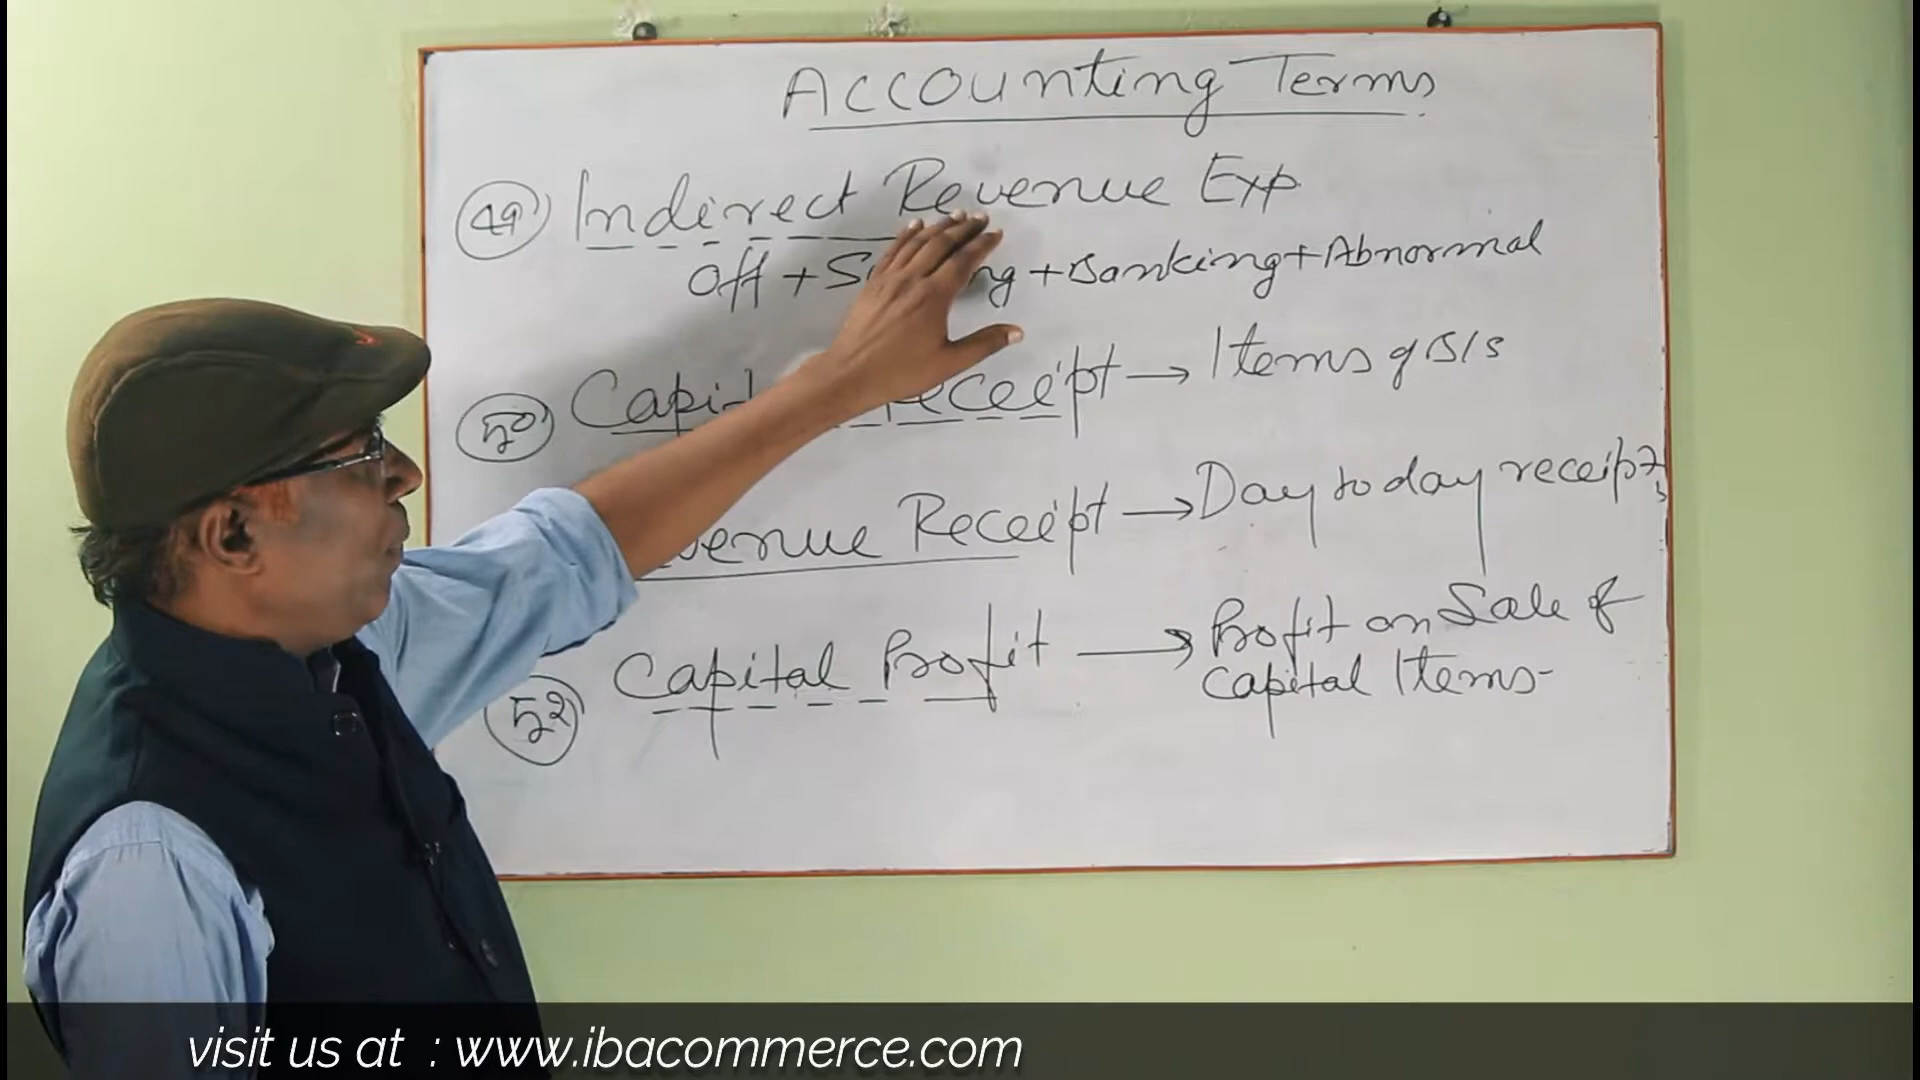 Accounting Terms
49 Indirect Revenue Exp
Off + + Banking + Abnormal
50 Receipt → Items of B/S
Receipt → Day to day receipts
52 Capital Profit → Profit on Sale of
Capital Items-
visit us at : www.ibacommerce.com